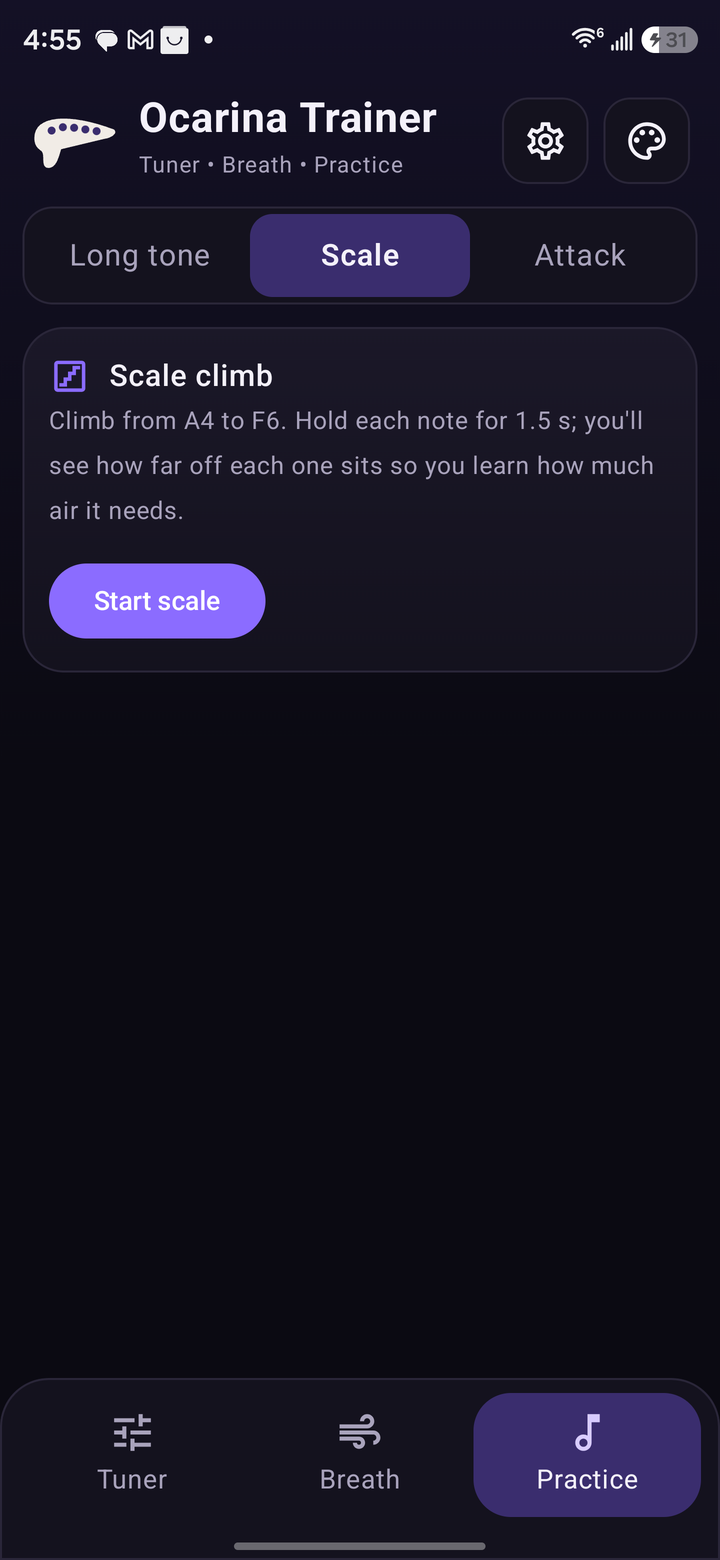 4:55
6
31
Ocarina Trainer
Tuner • Breath • Practice
Long tone
Scale
Attack
Scale climb
Climb from A4 to F6. Hold each note for 1.5 s; you'll
see how far off each one sits so you learn how much
air it needs.
Start scale
Tuner
Breath
Practice